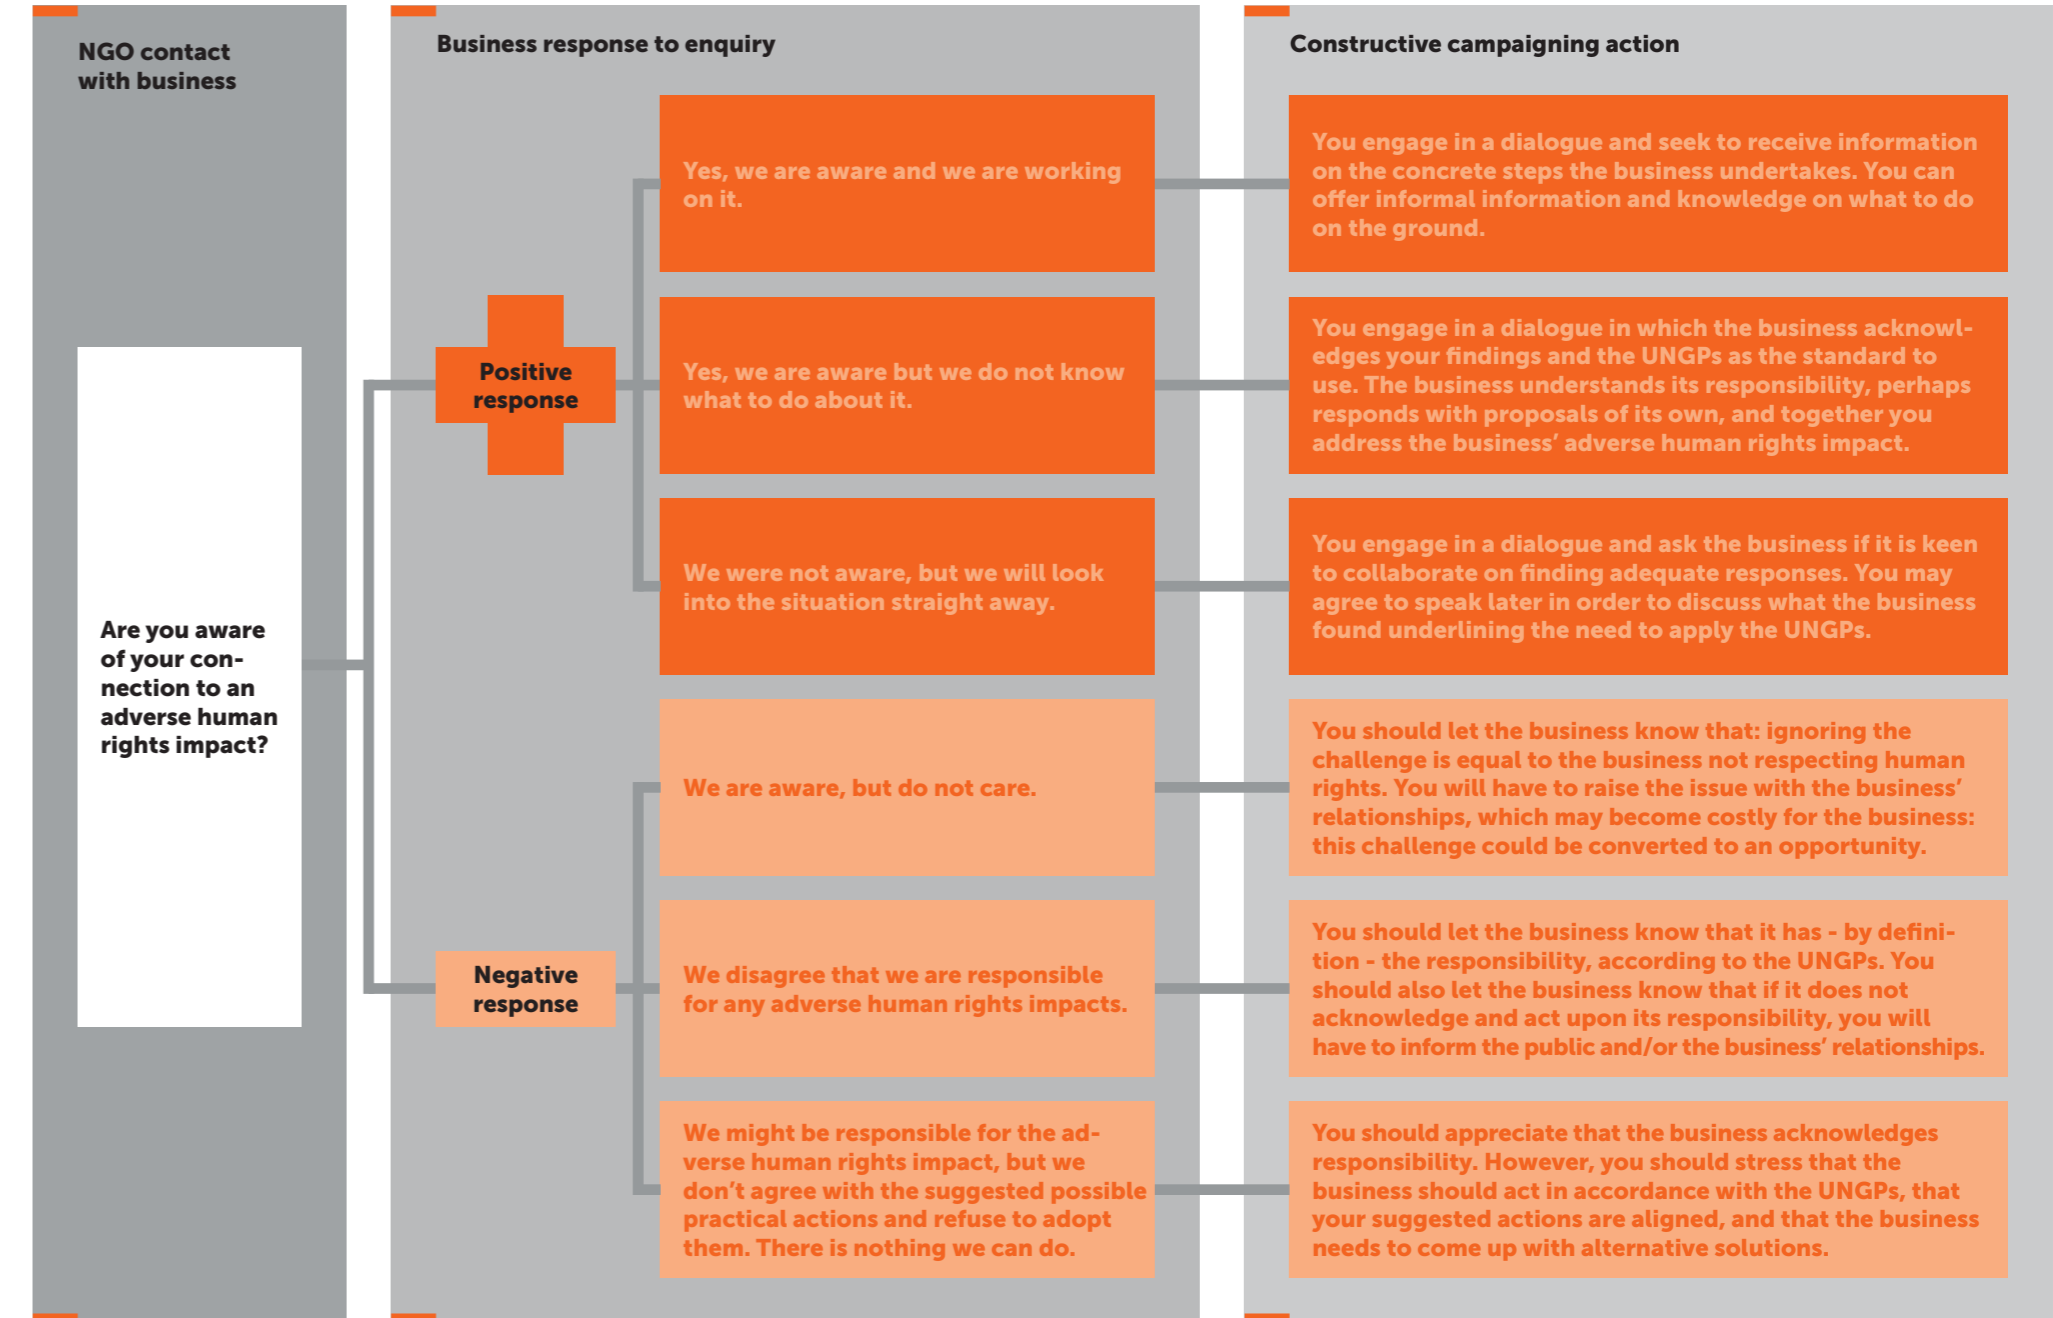 NGO contact
with business
Are you aware
of your con-
nection to an
adverse human
rights impact?
Business response to enquiry
Positive
response
Yes, we are aware and we are working
on it.
Yes, we are aware but we do not know
what to do about it.
We were not aware, but we will look
into the situation straight away.
Negative
response
We are aware, but do not care.
We disagree that we are responsible
for any adverse human rights impacts.
We might be responsible for the ad-
verse human rights impact, but we
don’t agree with the suggested possible
practical actions and refuse to adopt
them. There is nothing we can do.
Constructive campaigning action
You engage in a dialogue and seek to receive information
on the concrete steps the business undertakes. You can
offer informal information and knowledge on what to do
on the ground.
You engage in a dialogue in which the business acknowl-
edges your findings and the UNGPs as the standard to
use. The business understands its responsibility, perhaps
responds with proposals of its own, and together you
address the business’ adverse human rights impact.
You engage in a dialogue and ask the business if it is keen
to collaborate on finding adequate responses. You may
agree to speak later in order to discuss what the business
found underlining the need to apply the UNGPs.
You should let the business know that: ignoring the
challenge is equal to the business not respecting human
rights. You will have to raise the issue with the business’
relationships, which may become costly for the business:
this challenge could be converted to an opportunity.
You should let the business know that it has - by defini-
tion - the responsibility, according to the UNGPs. You
should also let the business know that if it does not
acknowledge and act upon its responsibility, you will
have to inform the public and/or the business’ relationships.
You should appreciate that the business acknowledges
responsibility. However, you should stress that the
business should act in accordance with the UNGPs, that
your suggested actions are aligned, and that the business
needs to come up with alternative solutions.